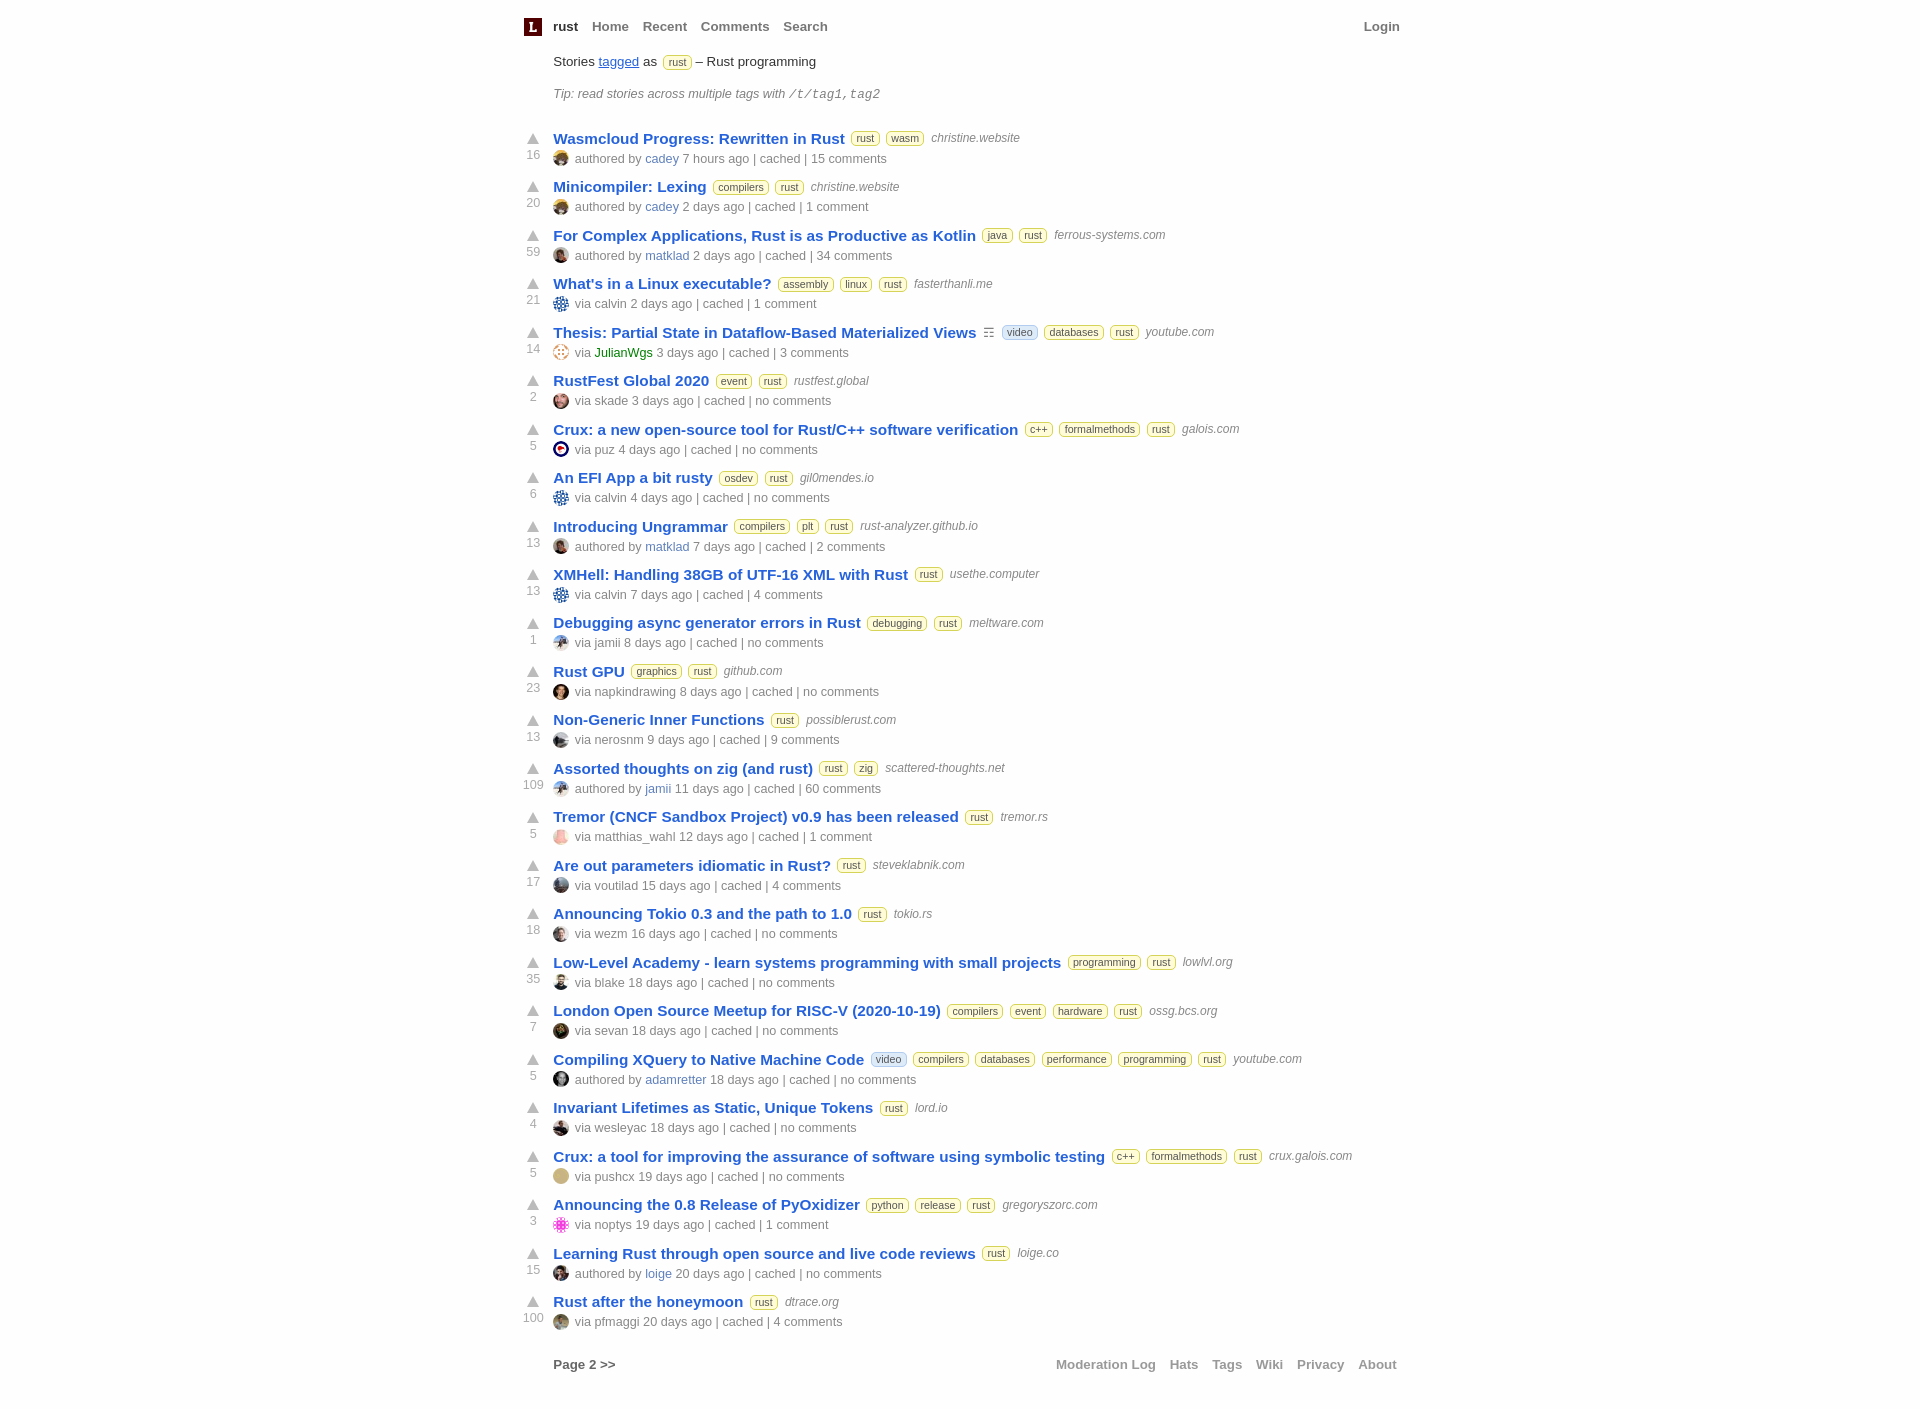 L rust Home Recent Comments Search Login
Stories tagged as rust – Rust programming
Tip: read stories across multiple tags with /t/tag1,tag2
Wasmcloud Progress: Rewritten in Rust rust wasm christine.website
16 authored by cadey 7 hours ago | cached | 15 comments
Minicompiler: Lexing compilers rust christine.website
20 authored by cadey 2 days ago | cached | 1 comment
For Complex Applications, Rust is as Productive as Kotlin java rust ferrous-systems.com
59 authored by matklad 2 days ago | cached | 34 comments
What's in a Linux executable? assembly linux rust fasterthanli.me
21 via calvin 2 days ago | cached | 1 comment
Thesis: Partial State in Dataflow-Based Materialized Views ☶ video databases rust youtube.com
14 via JulianWgs 3 days ago | cached | 3 comments
RustFest Global 2020 event rust rustfest.global
2 via skade 3 days ago | cached | no comments
Crux: a new open-source tool for Rust/C++ software verification c++ formalmethods rust galois.com
5 via puz 4 days ago | cached | no comments
An EFI App a bit rusty osdev rust gil0mendes.io
6 via calvin 4 days ago | cached | no comments
Introducing Ungrammar compilers plt rust rust-analyzer.github.io
13 authored by matklad 7 days ago | cached | 2 comments
XMHell: Handling 38GB of UTF-16 XML with Rust rust usethe.computer
13 via calvin 7 days ago | cached | 4 comments
Debugging async generator errors in Rust debugging rust meltware.com
1 via jamii 8 days ago | cached | no comments
Rust GPU graphics rust github.com
23 via napkindrawing 8 days ago | cached | no comments
Non-Generic Inner Functions rust possiblerust.com
13 via nerosnm 9 days ago | cached | 9 comments
Assorted thoughts on zig (and rust) rust zig scattered-thoughts.net
109 authored by jamii 11 days ago | cached | 60 comments
Tremor (CNCF Sandbox Project) v0.9 has been released rust tremor.rs
5 via matthias_wahl 12 days ago | cached | 1 comment
Are out parameters idiomatic in Rust? rust steveklabnik.com
17 via voutilad 15 days ago | cached | 4 comments
Announcing Tokio 0.3 and the path to 1.0 rust tokio.rs
18 via wezm 16 days ago | cached | no comments
Low-Level Academy - learn systems programming with small projects programming rust lowlvl.org
35 via blake 18 days ago | cached | no comments
London Open Source Meetup for RISC-V (2020-10-19) compilers event hardware rust ossg.bcs.org
7 via sevan 18 days ago | cached | no comments
Compiling XQuery to Native Machine Code video compilers databases performance programming rust youtube.com
5 authored by adamretter 18 days ago | cached | no comments
Invariant Lifetimes as Static, Unique Tokens rust lord.io
4 via wesleyac 18 days ago | cached | no comments
Crux: a tool for improving the assurance of software using symbolic testing c++ formalmethods rust crux.galois.com
5 via pushcx 19 days ago | cached | no comments
Announcing the 0.8 Release of PyOxidizer python release rust gregoryszorc.com
3 via noptys 19 days ago | cached | 1 comment
Learning Rust through open source and live code reviews rust loige.co
15 authored by loige 20 days ago | cached | no comments
Rust after the honeymoon rust dtrace.org
100 via pfmaggi 20 days ago | cached | 4 comments
Page 2 >> Moderation Log Hats Tags Wiki Privacy About